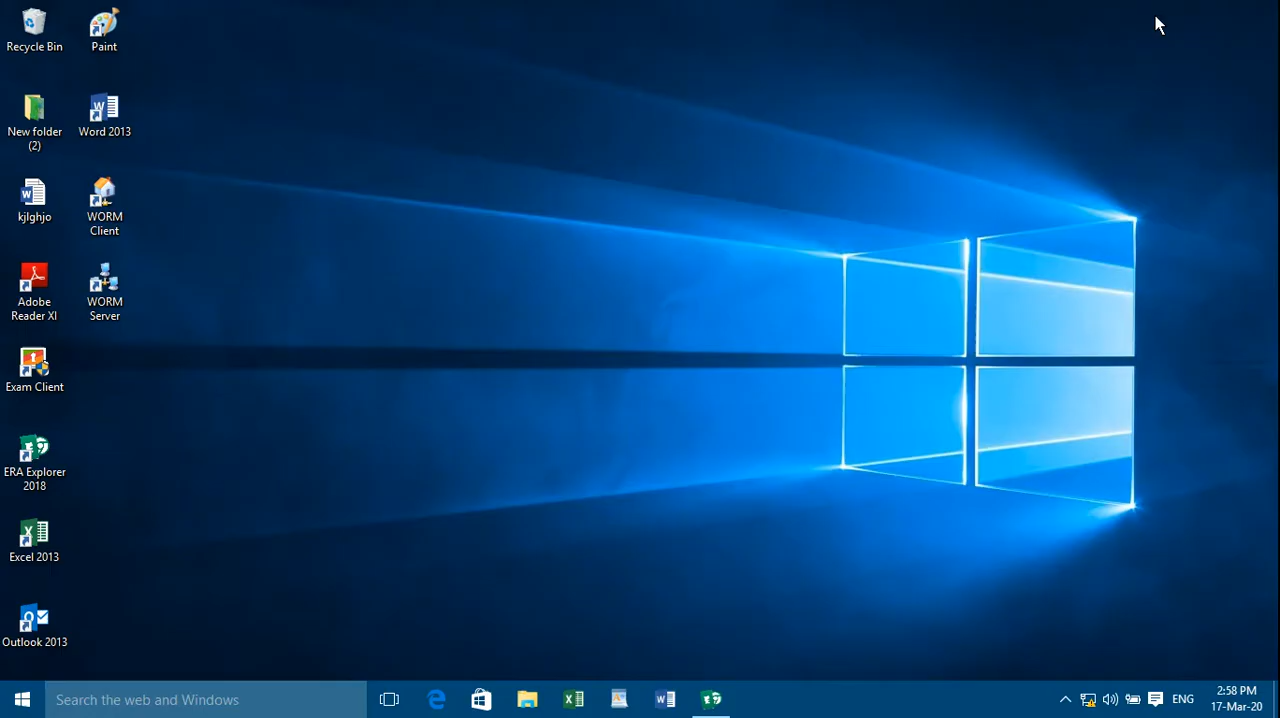 Recycle Bin
Paint
New folder
(2)
Word 2013
kjlghjo
WORM
Client
Adobe
Reader XI
WORM
Server
Exam Client
ERA Explorer
2018
Excel 2013
Outlook 2013
Search the web and Windows
ENG
2:58 PM
17-Mar-20